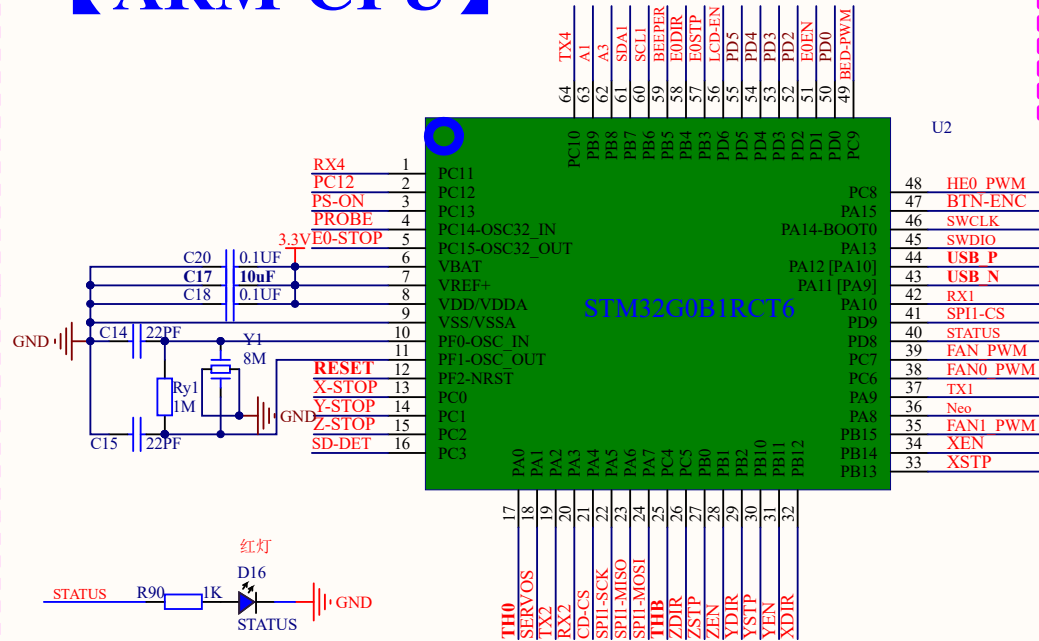 【ARM CPU】
TX4
A1
A3
SDA1
SCL1
BEEPER
E0DIR
E0STP
LCD-EN
PD5
PD4
PD3
PD2
E0EN
PD0
BED-PWM
64
63
62
61
60
59
58
57
56
55
54
53
52
51
50
49
PC10
PB9
PB8
PB7
PB6
PB5
PB4
PB3
PD6
PD5
PD4
PD3
PD2
PD1
PD0
PC9
U2
RX4 1 PC11
PC12 2 PC12
PS-ON 3 PC13
PROBE 4 PC14-OSC32_IN
3.3V E0-STOP 5 PC15-OSC32_OUT
C20 0.1UF 6 VBAT
C17 10uF 7 VREF+
C18 0.1UF 8 VDD/VDDA
9 VSS/VSSA
GND C14 22PF Y1 10 PF0-OSC_IN
8M 11 PF1-OSC_OUT
RESET 12 PF2-NRST
Ry1 X-STOP 13 PC0
1M GND Y-STOP 14 PC1
C15 22PF Z-STOP 15 PC2
SD-DET 16 PC3
STM32G0B1RCT6
PC8 48 HE0_PWM
PA15 47 BTN-ENC
PA14-BOOT0 46 SWCLK
PA13 45 SWDIO
PA12 [PA10] 44 USB_P
PA11 [PA9] 43 USB_N
PA10 42 RX1
PD9 41 SPI1-CS
PD8 40 STATUS
PC7 39 FAN_PWM
PC6 38 FAN0_PWM
PA9 37 TX1
PA8 36 Neo
PB15 35 FAN1_PWM
PB14 34 XEN
PB13 33 XSTP
PA0
PA1
PA2
PA3
PA4
PA5
PA6
PA7
PC4
PC5
PB0
PB1
PB2
PB10
PB11
PB12
17
18
19
20
21
22
23
24
25
26
27
28
29
30
31
32
TH0
SERVOS
TX2
RX2
CD-CS
SPI1-SCK
SPI1-MISO
SPI1-MOSI
THB
ZDIR
ZSTP
ZEN
YDIR
YSTP
YEN
XDIR
红灯
D16
STATUS R90 1K GND
STATUS